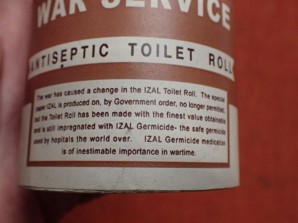 WAR SERVICE
ANTISEPTIC TOILET ROLL
The war has caused a change in the IZAL Toilet Roll. The special
paper IZAL is produced on, by Government order, no longer permitted
but the Toilet Roll has been made with the finest value obtainable
and is still impregnated with IZAL Germicide- the safe germicide
used by hopitals the world over. IZAL Germicide medication
is of inestimable importance in wartime.